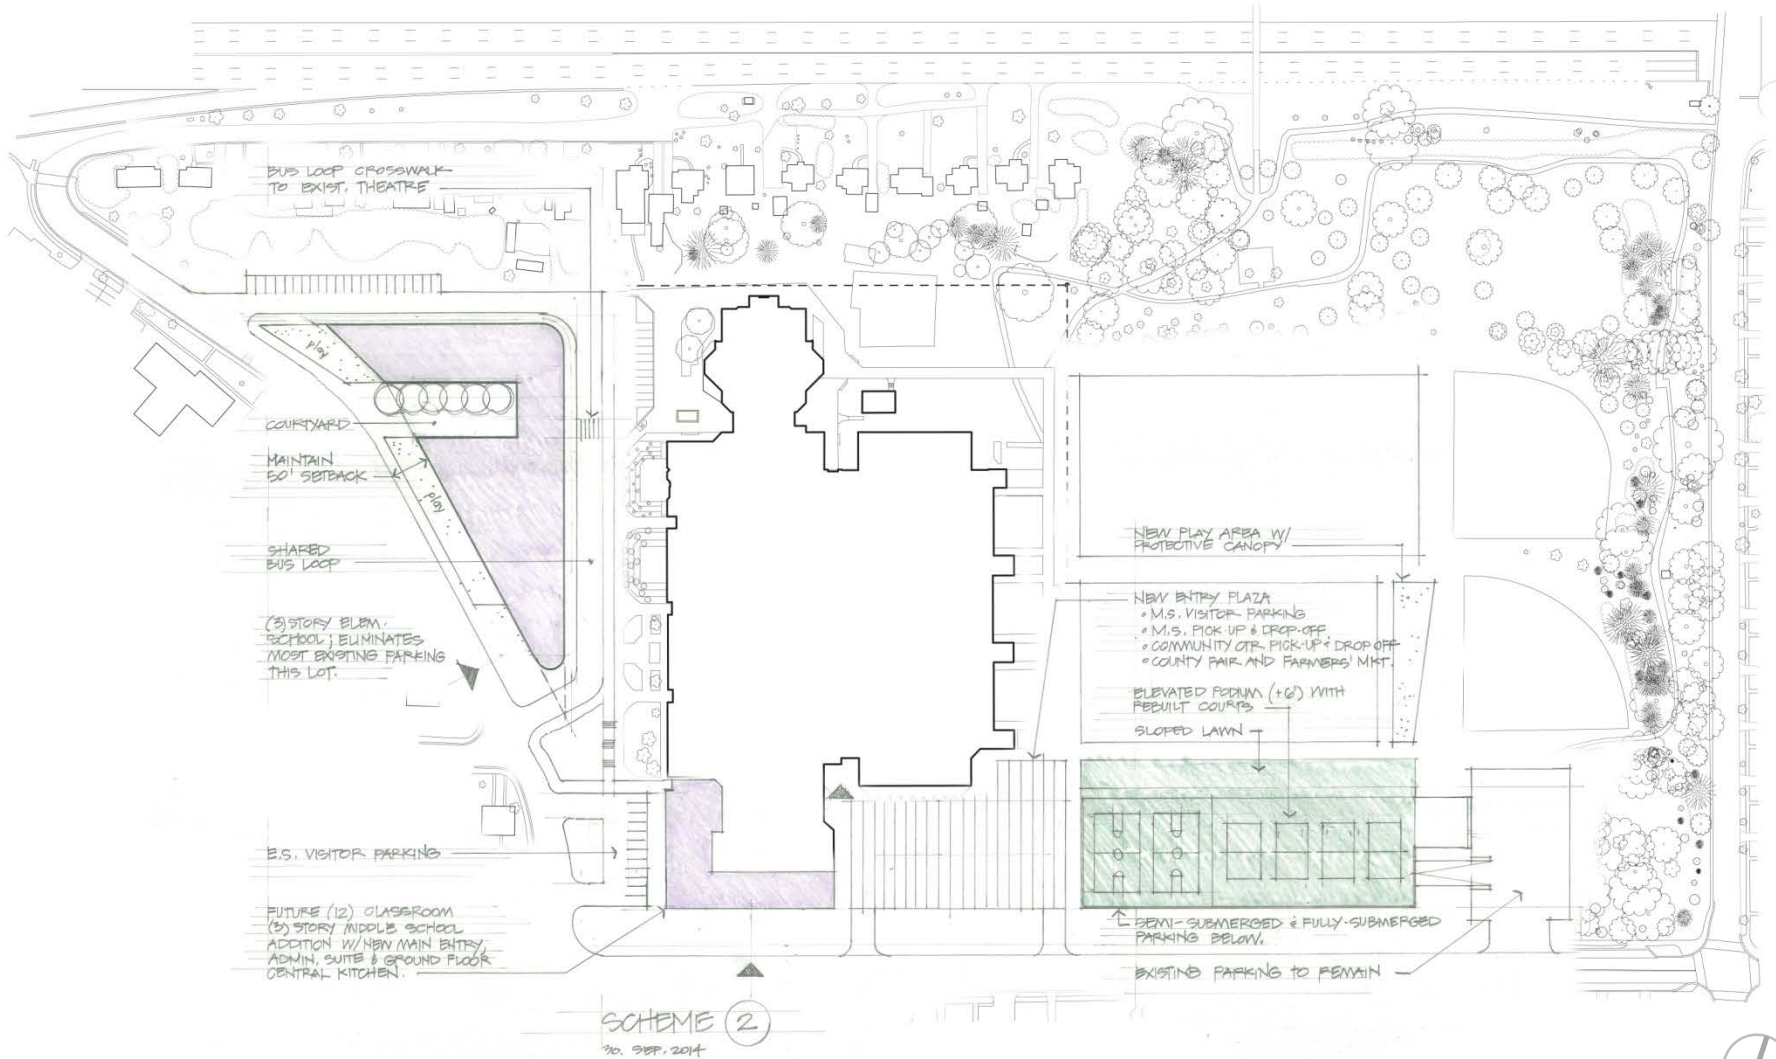 BUS LOOP CROSSWALK
TO EXIST. THEATRE
play
COURTYARD
MAINTAIN
50' SETBACK
play
SHARED
BUS LOOP
(3) STORY ELEM.
SCHOOL; ELIMINATES
MOST EXISTING PARKING
THIS LOT.
E.S. VISITOR PARKING
FUTURE (12) CLASSROOM
(3) STORY MIDDLE SCHOOL
ADDITION W/NEW MAIN ENTRY,
ADMIN. SUITE & GROUND FLOOR
CENTRAL KITCHEN.
NEW PLAY AREA W/
PROTECTIVE CANOPY
NEW ENTRY PLAZA
• M.S. VISITOR PARKING
• M.S. PICK-UP & DROP-OFF
• COMMUNITY CTR. PICK-UP & DROP OFF
• COUNTY FAIR AND FARMERS' MKT.
ELEVATED PODIUM (+6') WITH
REBUILT COURTS
SLOPED LAWN
SEMI-SUBMERGED & FULLY-SUBMERGED
PARKING BELOW.
EXISTING PARKING TO REMAIN
SCHEME 2
30. SEP. 2014